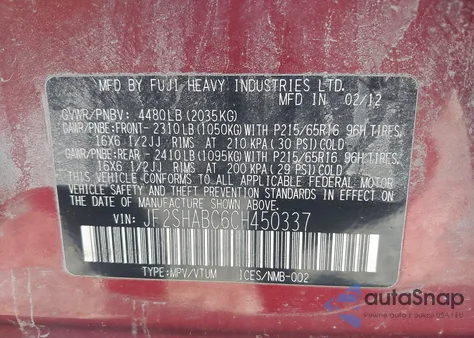 MFD. BY FUJI HEAVY INDUSTRIES LTD.
MFD. IN 02/12
GVWR/PNBV: 4480LB (2035KG)
GAWR/PNBE:FRONT- 2310LB(1050KG)WITH P215/65R16 96H TIRES,
16X6 1/2JJ RIMS AT 210 KPA( 30 PSI) COLD
GAWR/PNBE:REAR - 2410LB(1095KG)WITH P215/65R16 96H TIRES,
16X6 1/2JJ RIMS AT 200 KPA( 29 PSI) COLD
THIS VEHICLE CONFORMS TO ALL APPLICABLE FEDERAL
MOTOR VEHICLE SAFETY AND BUMPER STANDARDS IN EFFECT
ON THE DATE OF MANUFACTURE SHOWN ABOVE.
VIN: JF2SHABC6CH450337
TYPE:MPV/VTUM ICES/NMB-002
autoSnap